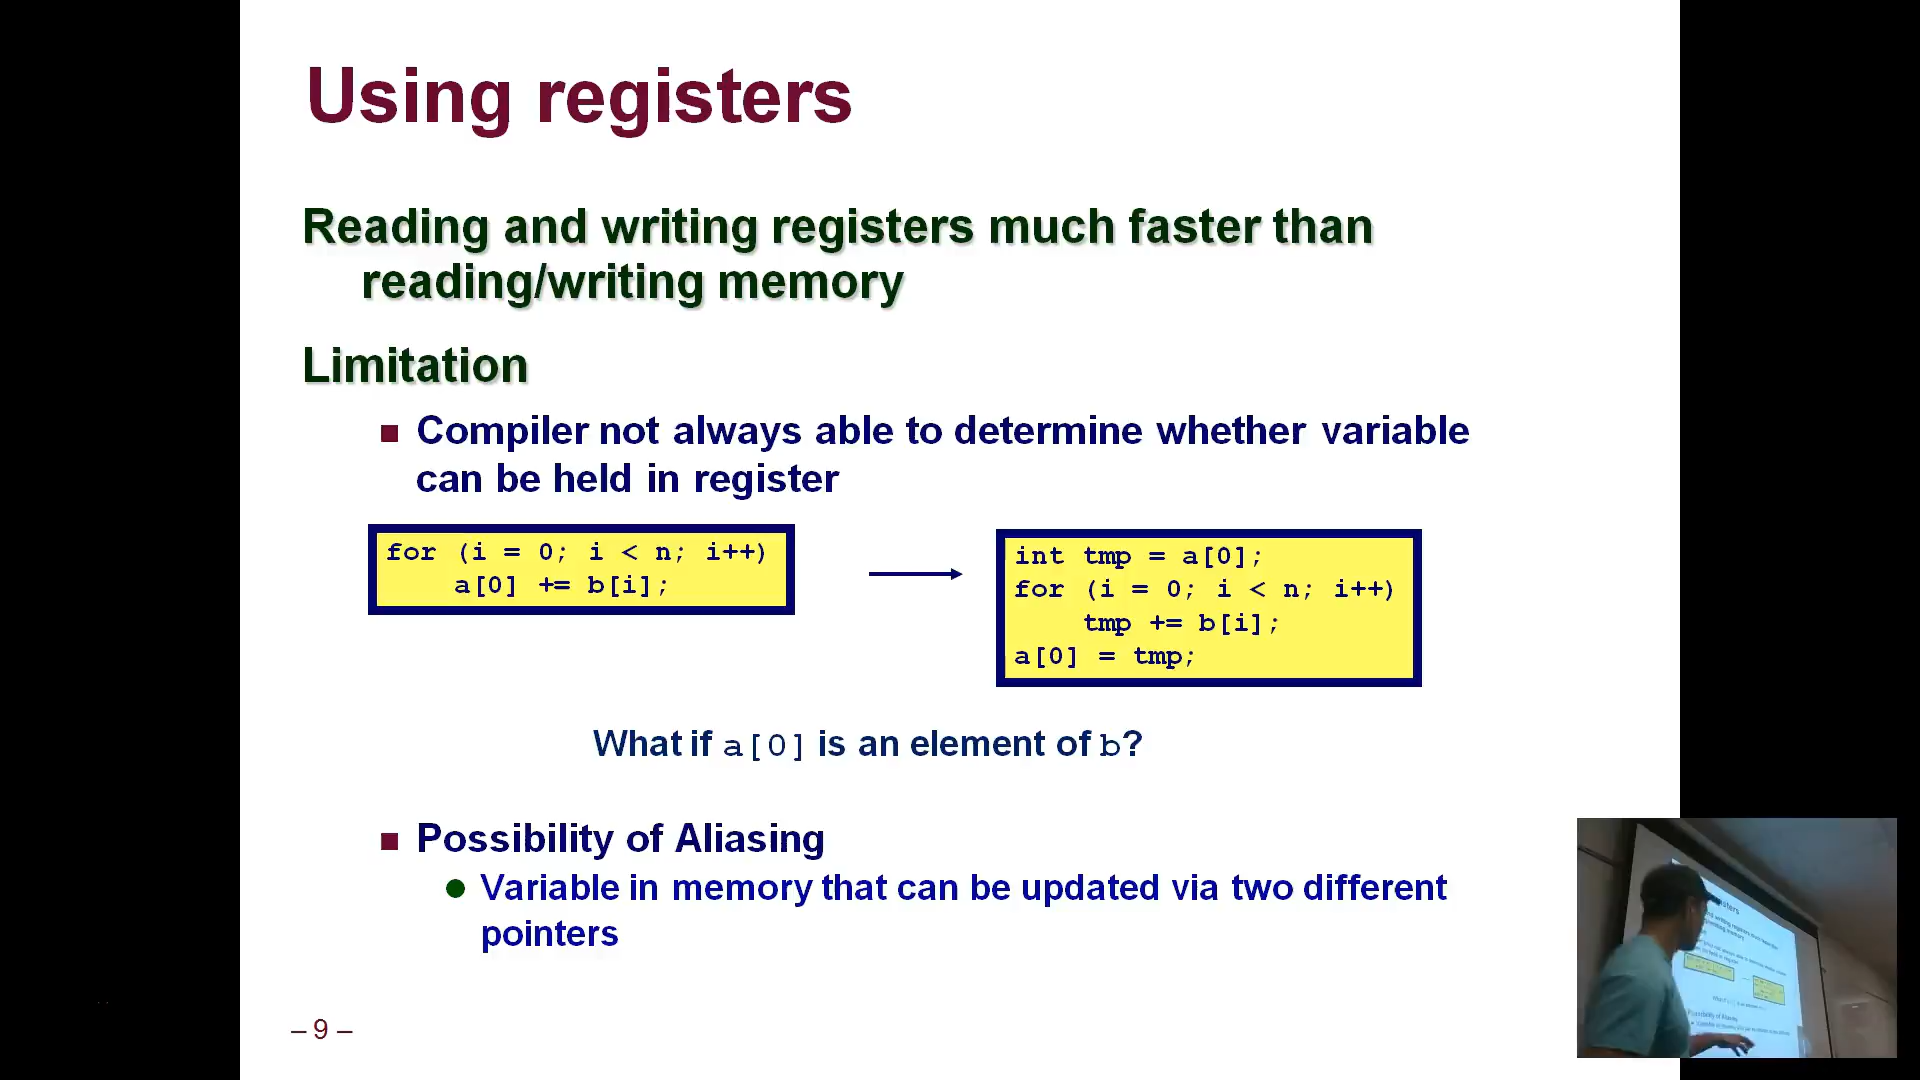 Using registers
Reading and writing registers much faster than
reading/writing memory
Limitation
Compiler not always able to determine whether variable
can be held in register
for (i = 0; i < n; i++)
a[0] += b[i];
int tmp = a[0];
for (i = 0; i < n; i++)
tmp += b[i];
a[0] = tmp;
What if a[0] is an element of b?
Possibility of Aliasing
Variable in memory that can be updated via two different
pointers
– 9 –